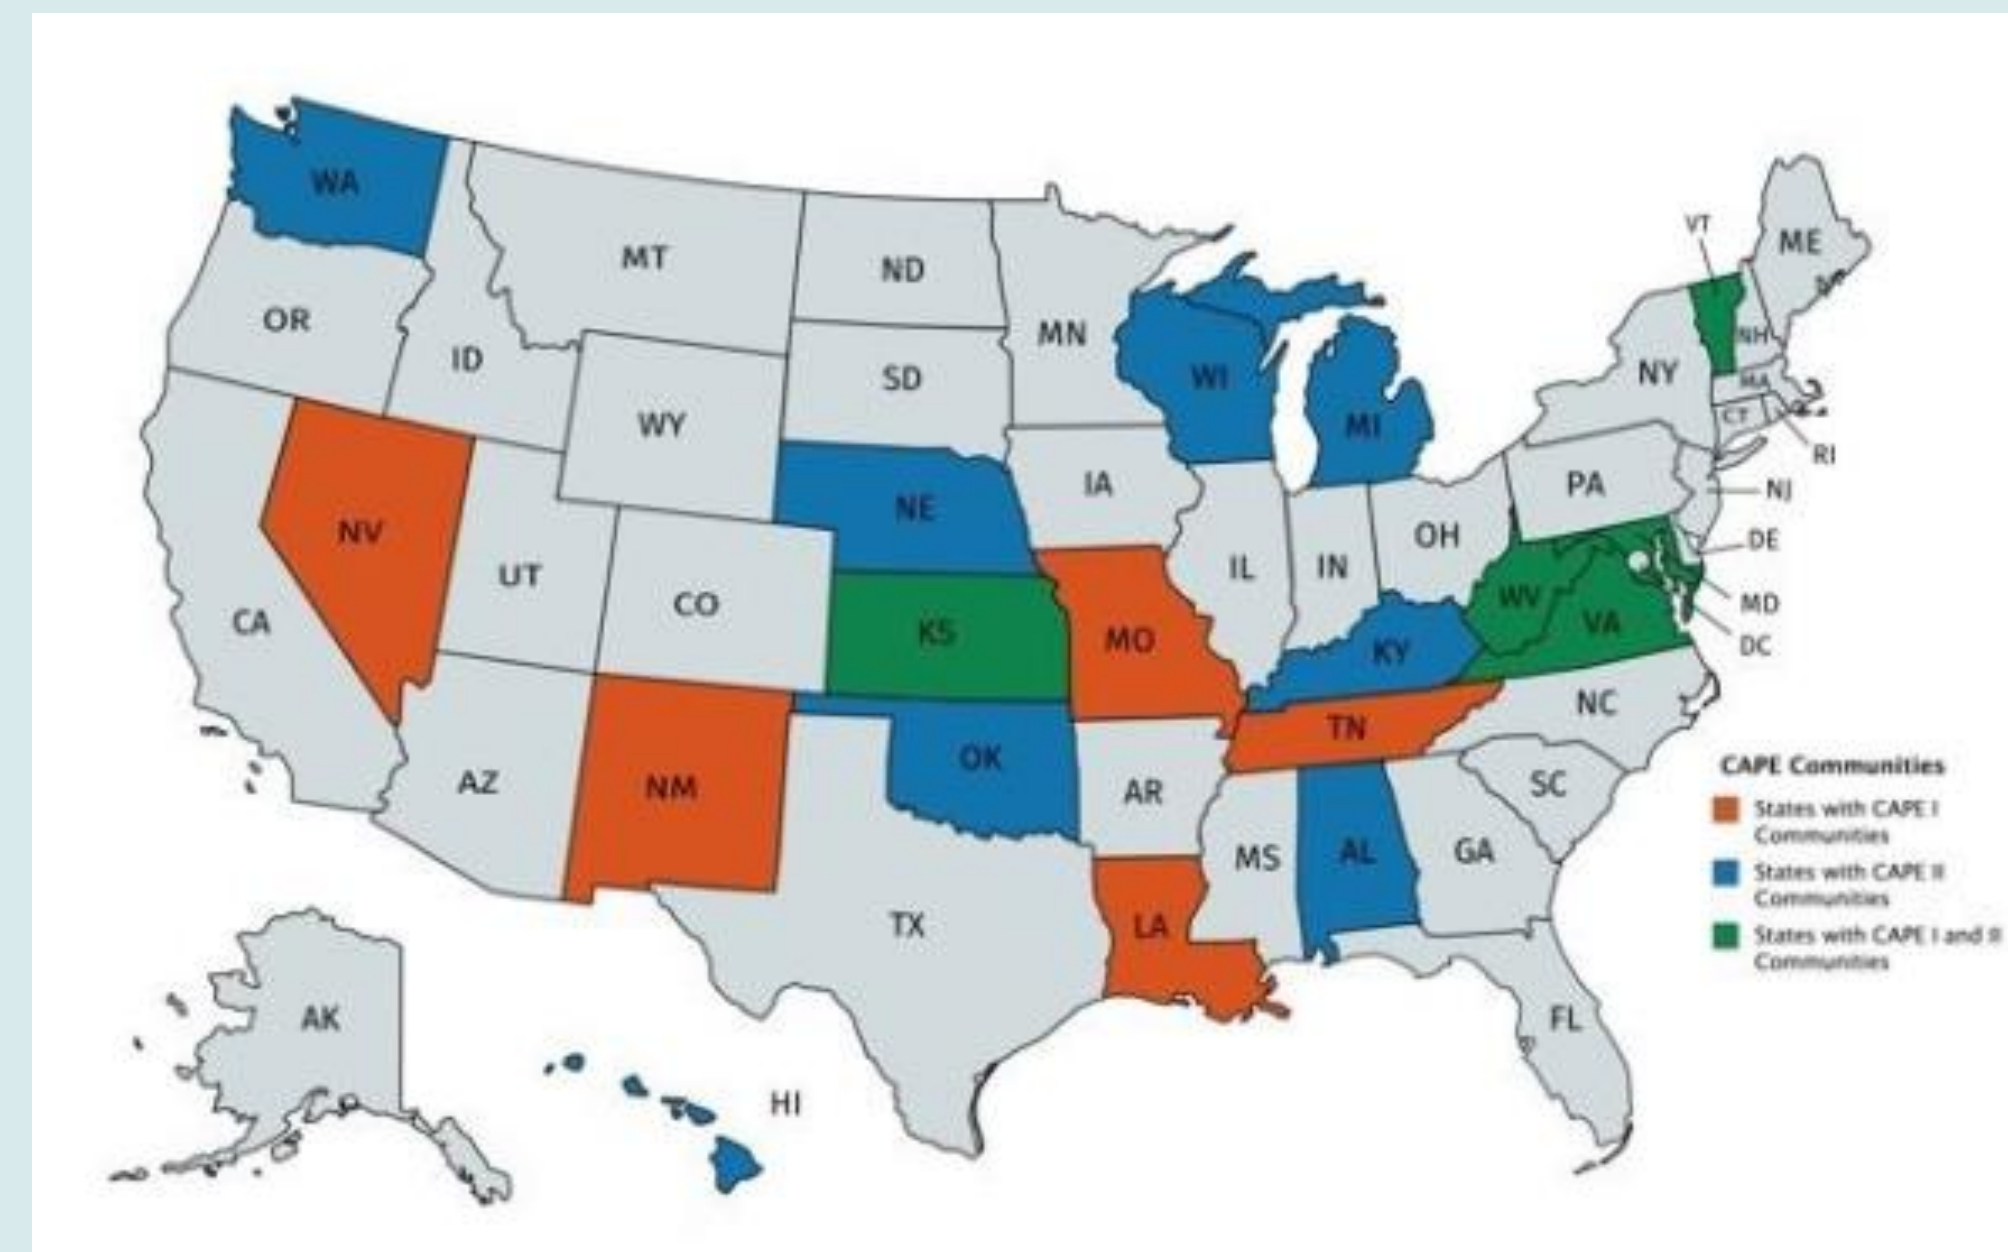 WA
VT
ME
MT
ND
OR
MN
NH
ID
SD
WI
NY
MA
WY
CT
MI
RI
IA
PA
NJ
NE
NV
OH
DE
UT
IL
IN
CO
WV
MD
CA
KS
MO
VA
DC
KY
NC
TN
OK
CAPE Communities
AZ
NM
AR
SC
States with CAPE I
Communities
MS
AL
GA
States with CAPE II
Communities
TX
LA
States with CAPE I and II
Communities
AK
FL
HI